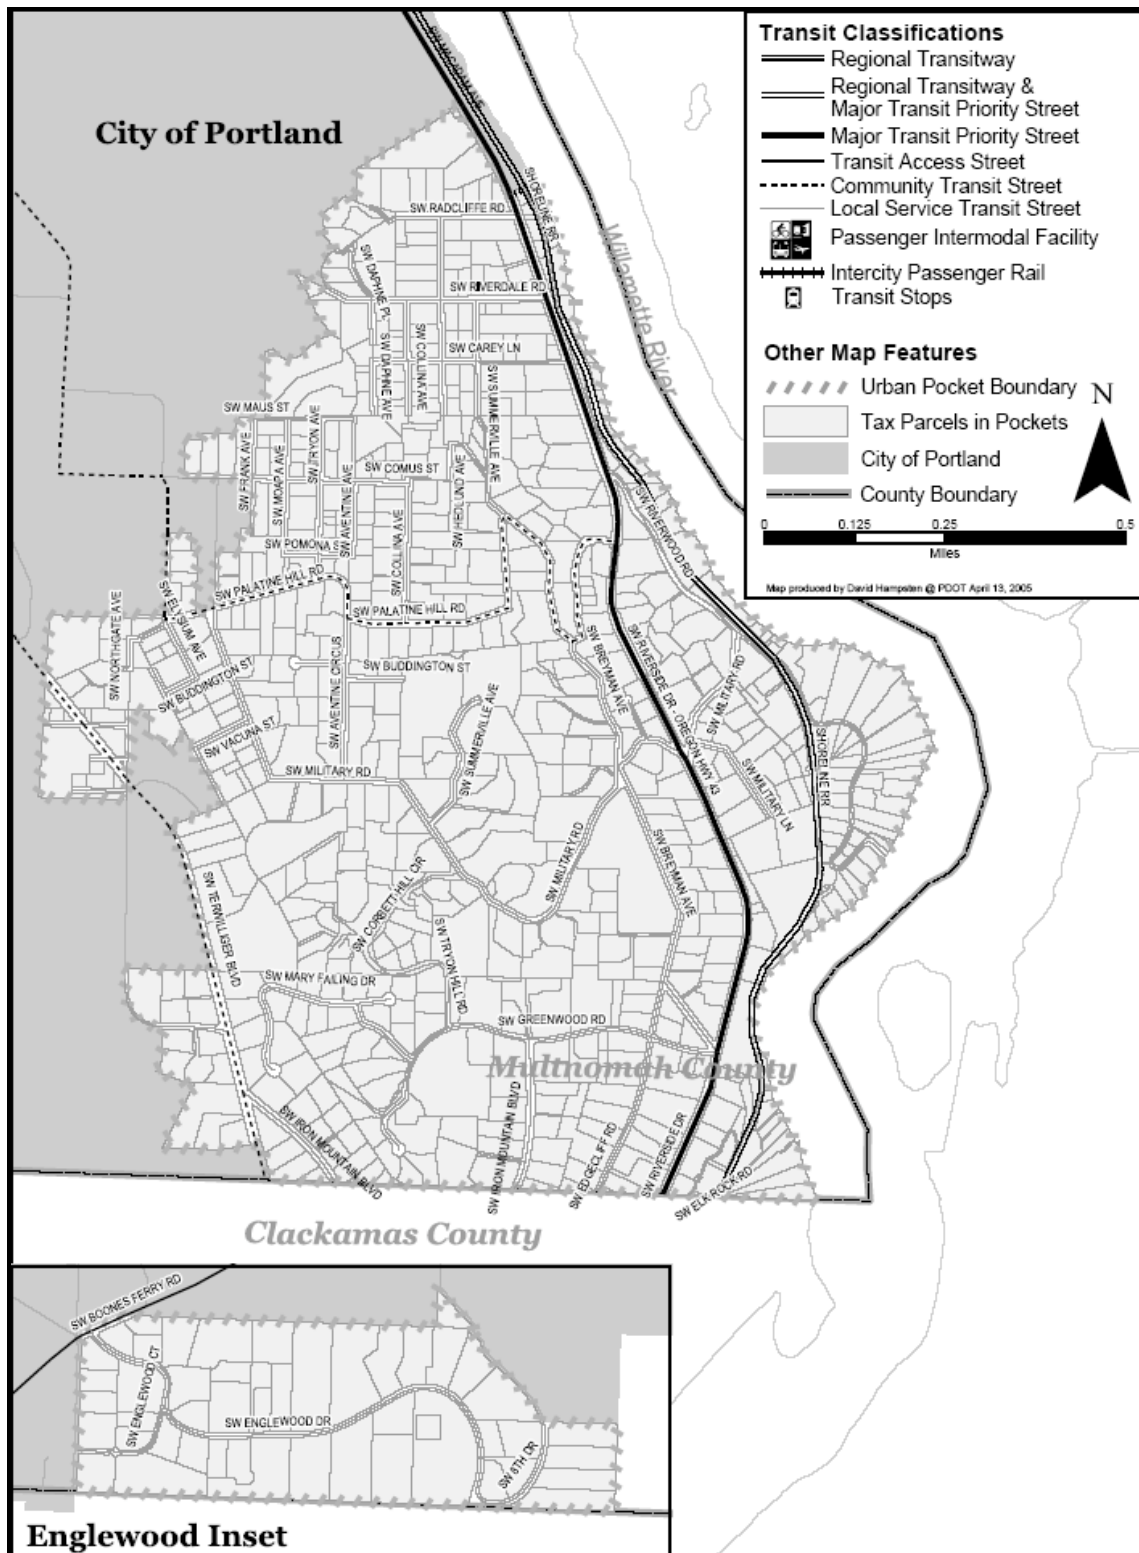 Transit Classifications
Regional Transitway
Regional Transitway &
Major Transit Priority Street
Major Transit Priority Street
Transit Access Street
Community Transit Street
Local Service Transit Street
Passenger Intermodal Facility
Intercity Passenger Rail
Transit Stops
Other Map Features
Urban Pocket Boundary
N
Tax Parcels in Pockets
City of Portland
County Boundary
0 0.125 0.25 0.5
Miles
Map produced by David Hampsten @ PDOT April 13, 2005
City of Portland
SHORELINE RR
Willamette River
SW RADCLIFFE RD
SW DAPHNE PL
SW RIVERDALE RD
SW DAPHNE AVE
SW COLLINA AVE
SW CAREY LN
SW SUMMERVILLE AVE
SW MAUS ST
SW FRANK AVE
SW MOAPA AVE
SW TRYON AVE
SW AVENTINE AVE
SW COMUS ST
SW HEDLUND AVE
SW COLLINA AVE
SW RIVERWOOD RD
SW POMONA S
SW PALATINE HILL RD
SW PALATINE HILL RD
SW NORTHGATE AVE
SW ELYSIUM AVE
SW BUDDINGTON ST
SW AVENTINE CIRCUS
SW BUDDINGTON ST
SW BREYMAN AVE
SW RIVERSIDE DR - OREGON HWY 43
SW MILITARY RD
SW VACUNA ST
SW SUMMERVILLE AVE
SW MILITARY RD
SW MILITARY LN
SHORELINE RR
SW MILITARY RD
SW BREYMAN AVE
SW TERWILLIGER BLVD
SW CORBETT HILL CIR
SW TRYON HILL RD
SW MARY FAILING DR
SW GREENWOOD RD
Multnomah County
SW IRON MOUNTAIN BLVD
SW IRON MOUNTAIN BLVD
SW EDGECLIFF RD
SW RIVERSIDE DR
SW ELK ROCK RD
Clackamas County
SW BOONES FERRY RD
SW ENGLEWOOD CT
SW ENGLEWOOD DR
SW 8TH DR
Englewood Inset